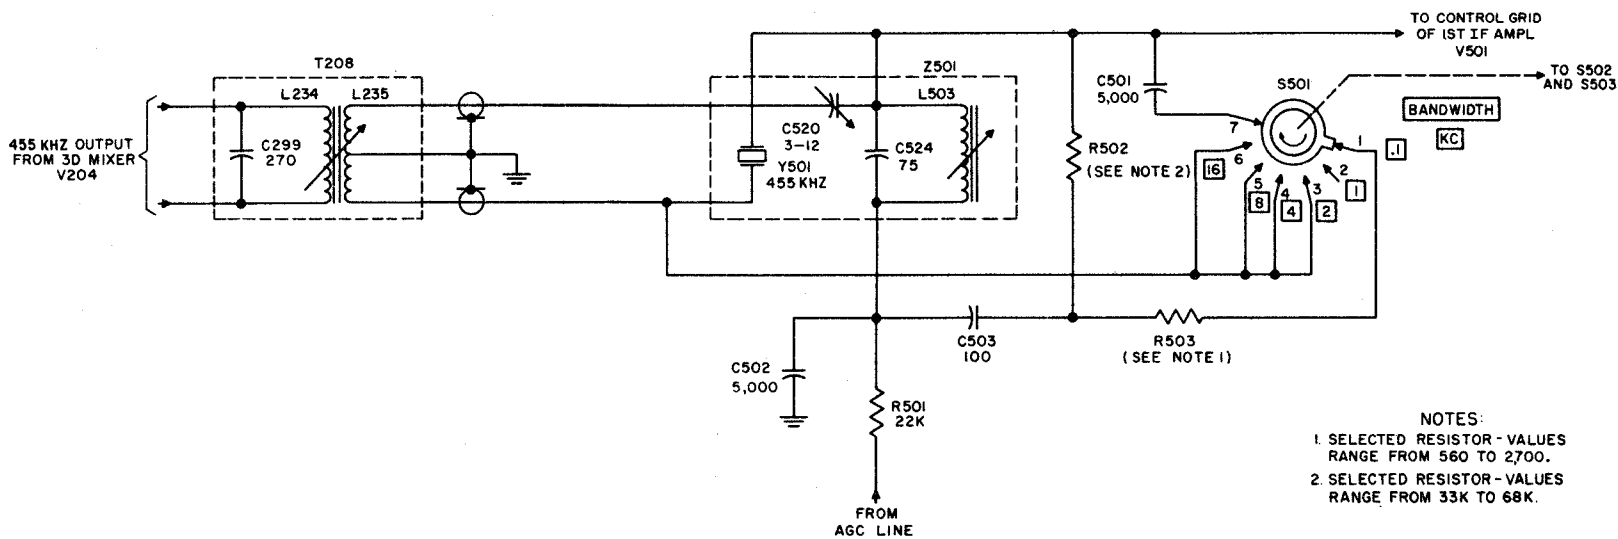 TO CONTROL GRID
OF 1ST IF AMPL
V501
T208
Z501
TO S502
AND S503
L234
L235
L503
C501
5,000
S501
BANDWIDTH
KC
455 KHZ OUTPUT
FROM 3D MIXER
V204
C299
270
C520
3-12
Y501
455 KHZ
C524
75
R502
(SEE NOTE 2)
7
6
5
4
3
2
1
16
8
4
2
1
.1
C503
100
R503
(SEE NOTE 1)
C502
5,000
R501
22K
FROM
AGC LINE
NOTES:
1. SELECTED RESISTOR-VALUES
RANGE FROM 560 TO 2,700.
2. SELECTED RESISTOR-VALUES
RANGE FROM 33K TO 68K.